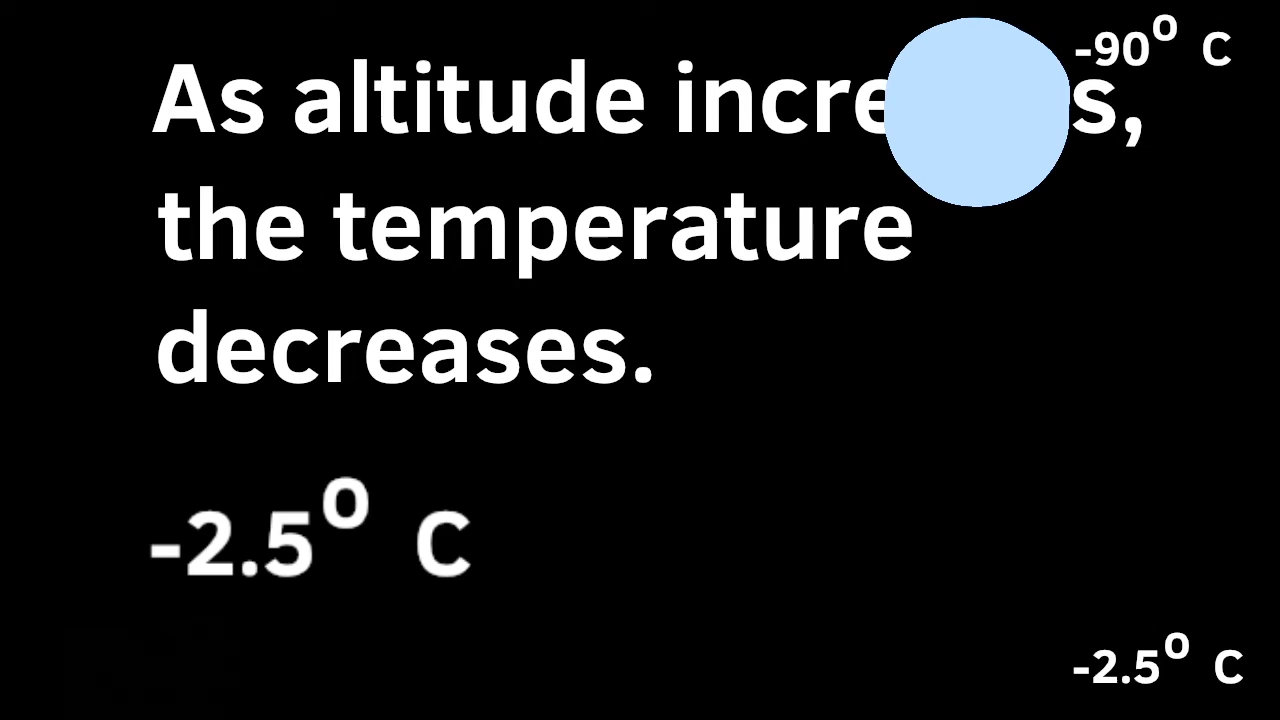 -90° C
As altitude incre s,
the temperature
decreases.
-2.5° C
-2.5° C